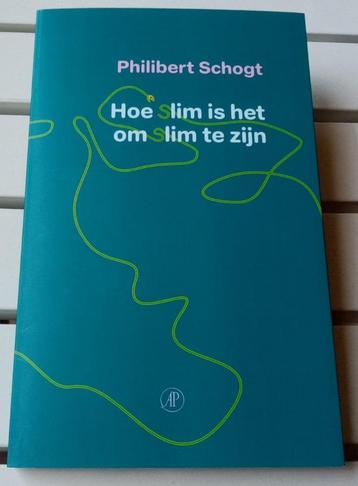 Philibert Schogt
Hoe slim is het
om slim te zijn
AP